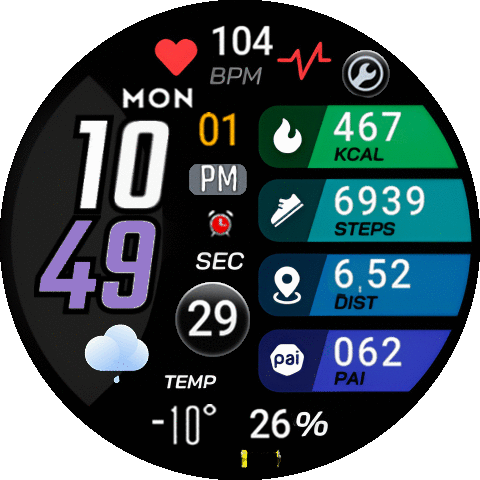 104
BPM
MON
01
10
PM
49
SEC
29
467
KCAL
6939
STEPS
6,52
DIST
pai
062
PAI
TEMP
-10°
26%